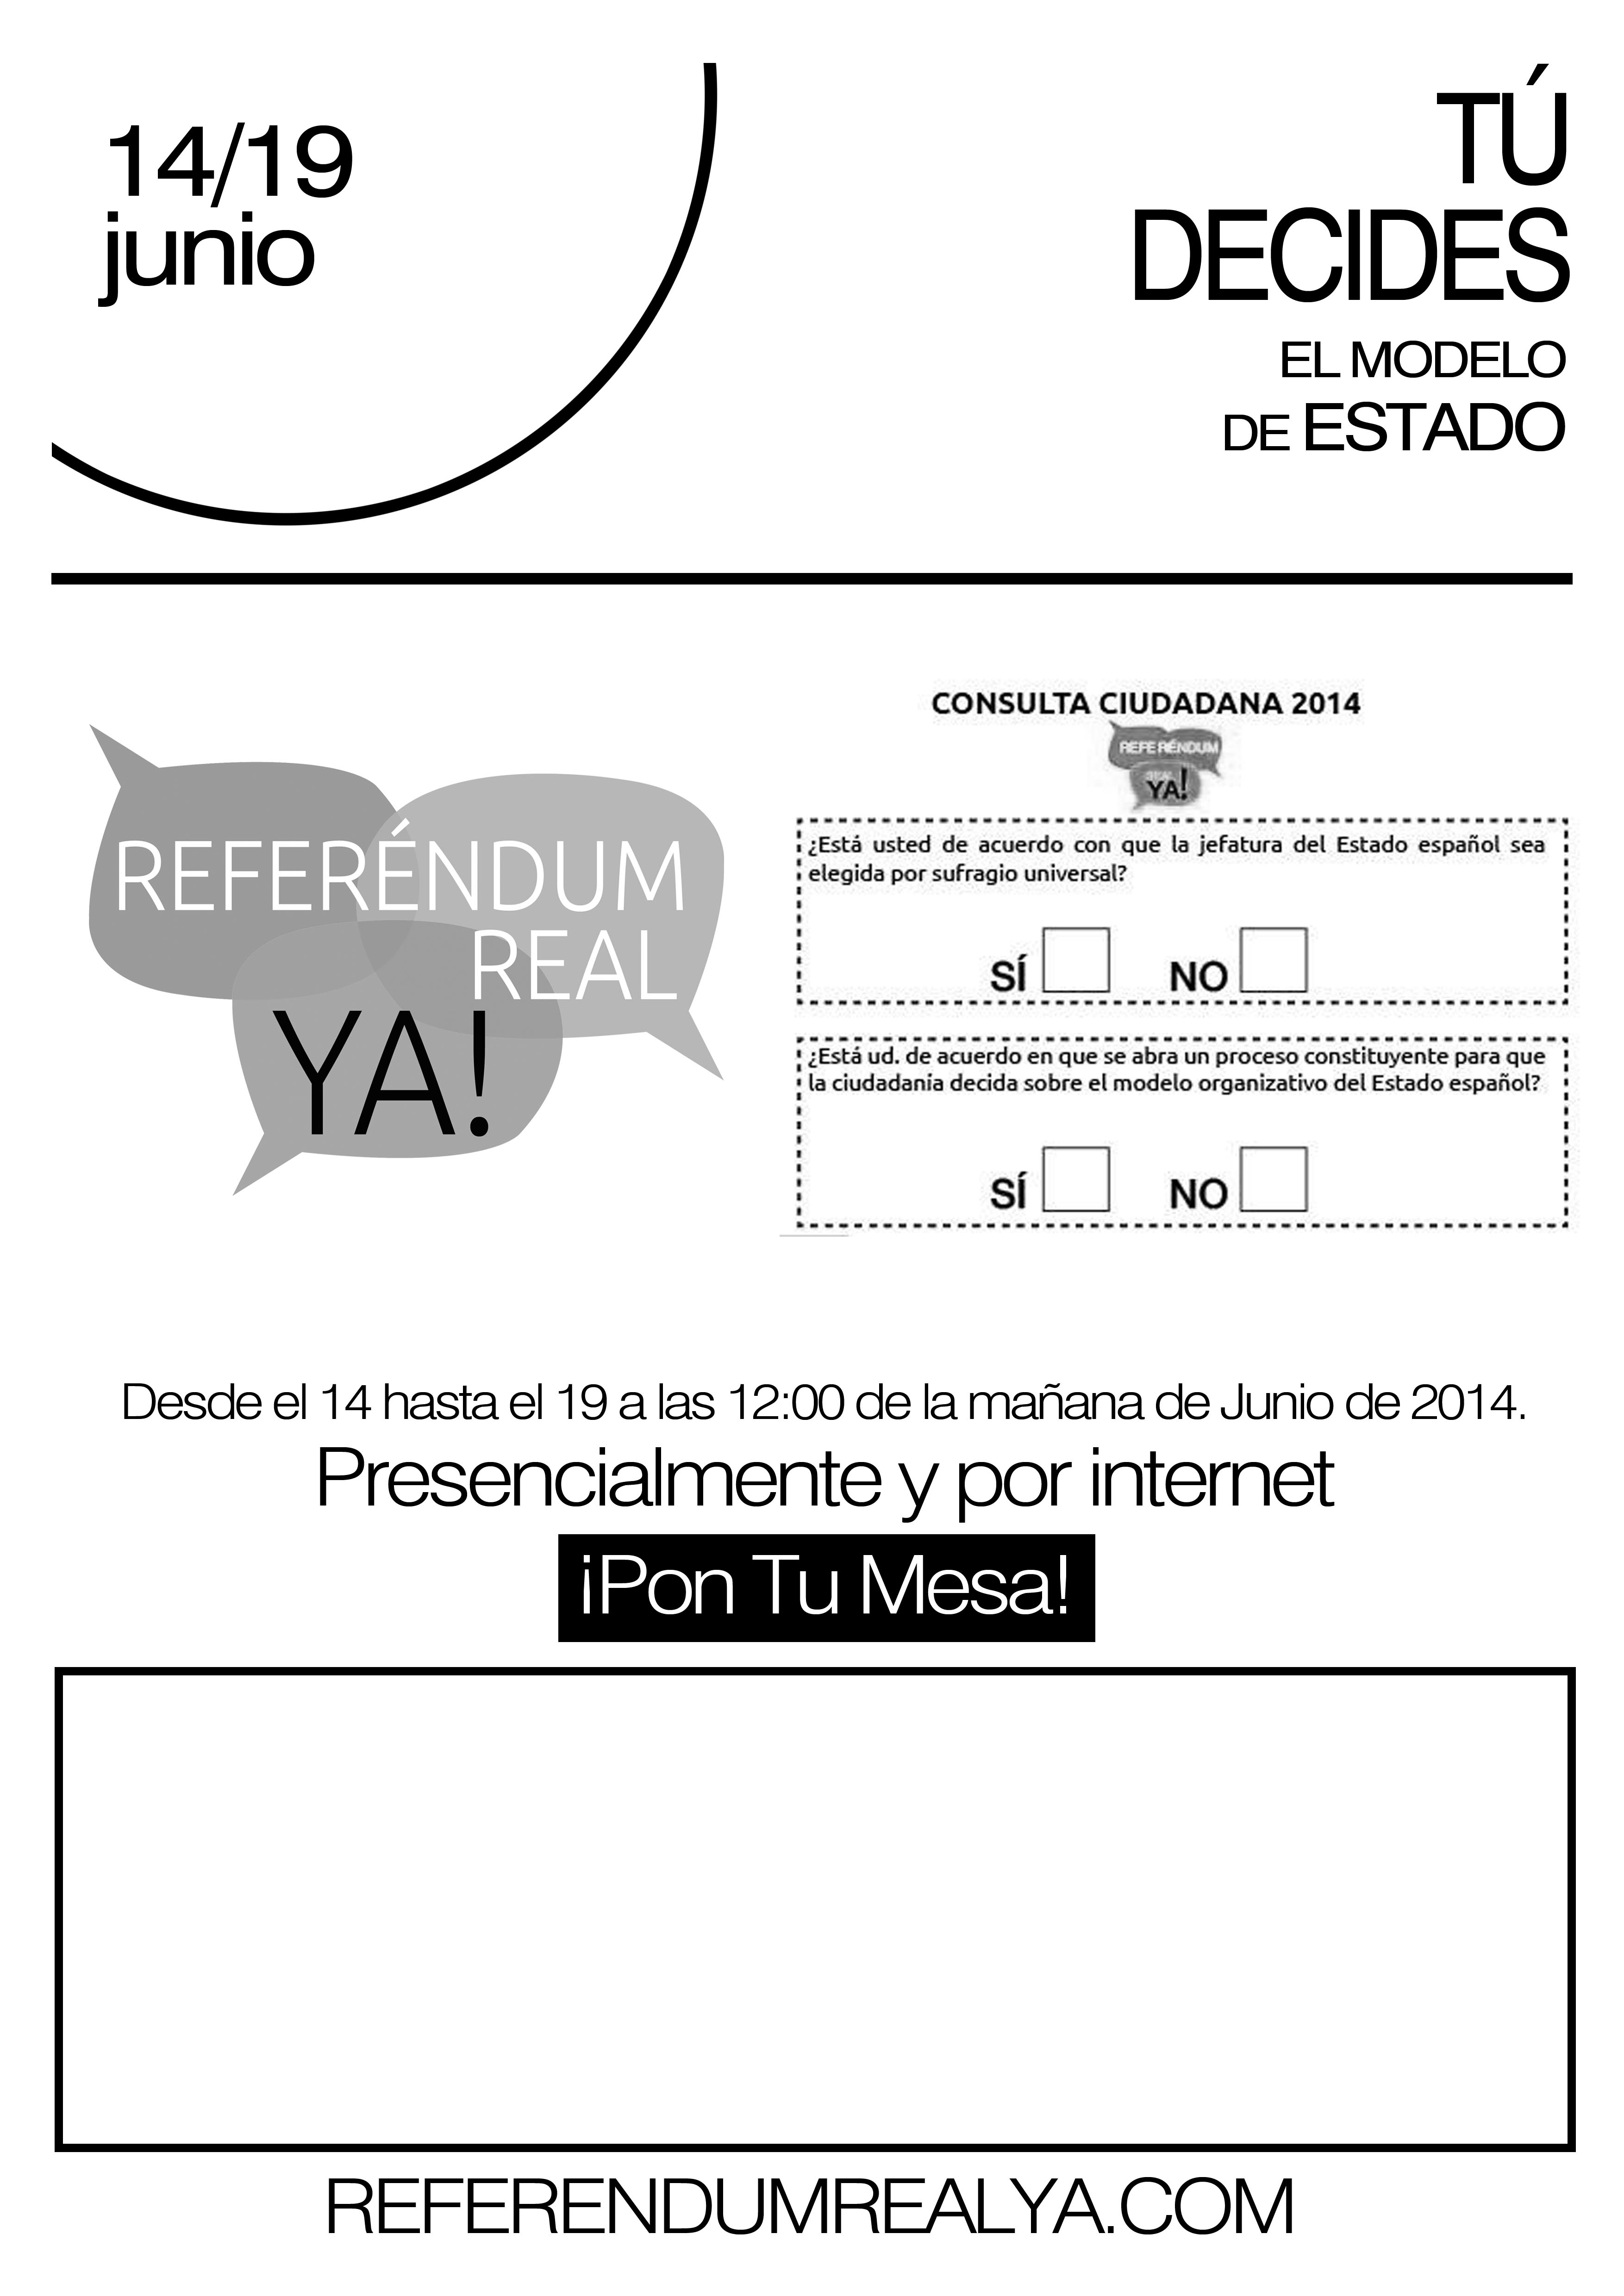 14/19
junio
TÚ
DECIDES
EL MODELO
DE ESTADO
REFERÉNDUM
REAL
YA!
CONSULTA CIUDADANA 2014
REFERÉNDUM
REAL
YA!
¿Está usted de acuerdo con que la jefatura del Estado español sea
elegida por sufragio universal?
SÍ NO
¿Está ud. de acuerdo en que se abra un proceso constituyente para que
la ciudadania decida sobre el modelo organizativo del Estado español?
SÍ NO
Desde el 14 hasta el 19 a las 12:00 de la mañana de Junio de 2014.
Presencialmente y por internet
¡Pon Tu Mesa!
REFERENDUMREALYA.COM